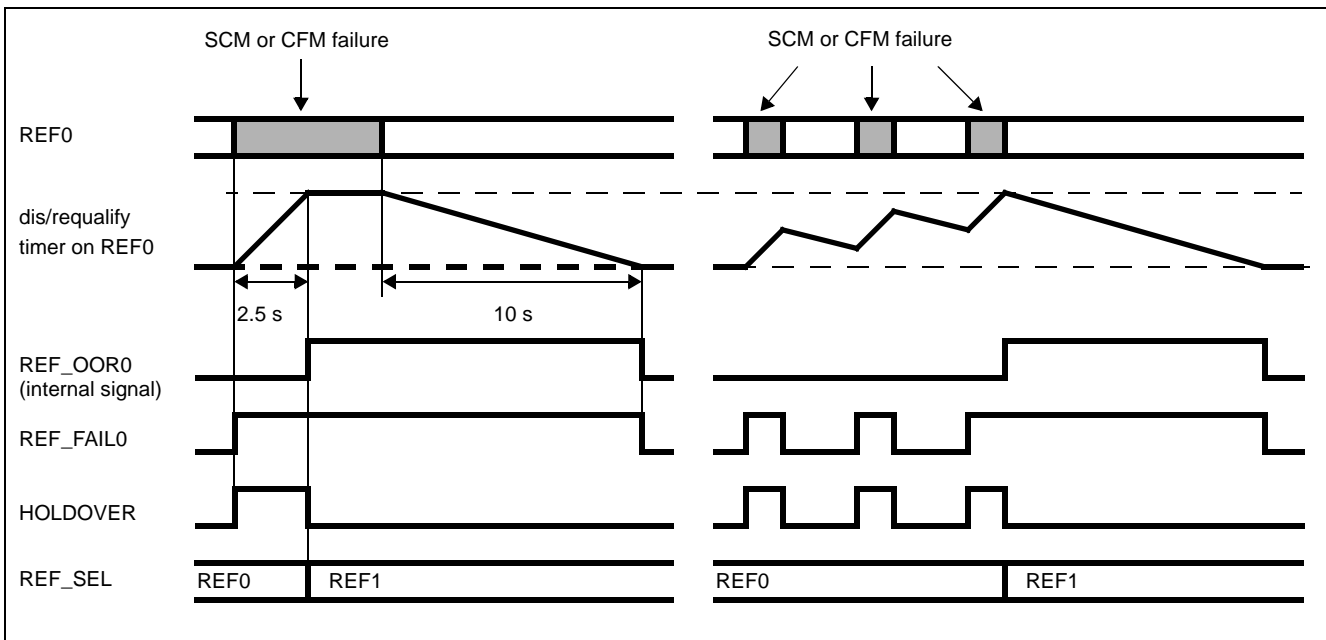 SCM or CFM failure
SCM or CFM failure
REF0
dis/requalify
timer on REF0
2.5 s
10 s
REF_OOR0
(internal signal)
REF_FAIL0
HOLDOVER
REF_SEL
REF0
REF1
REF0
REF1